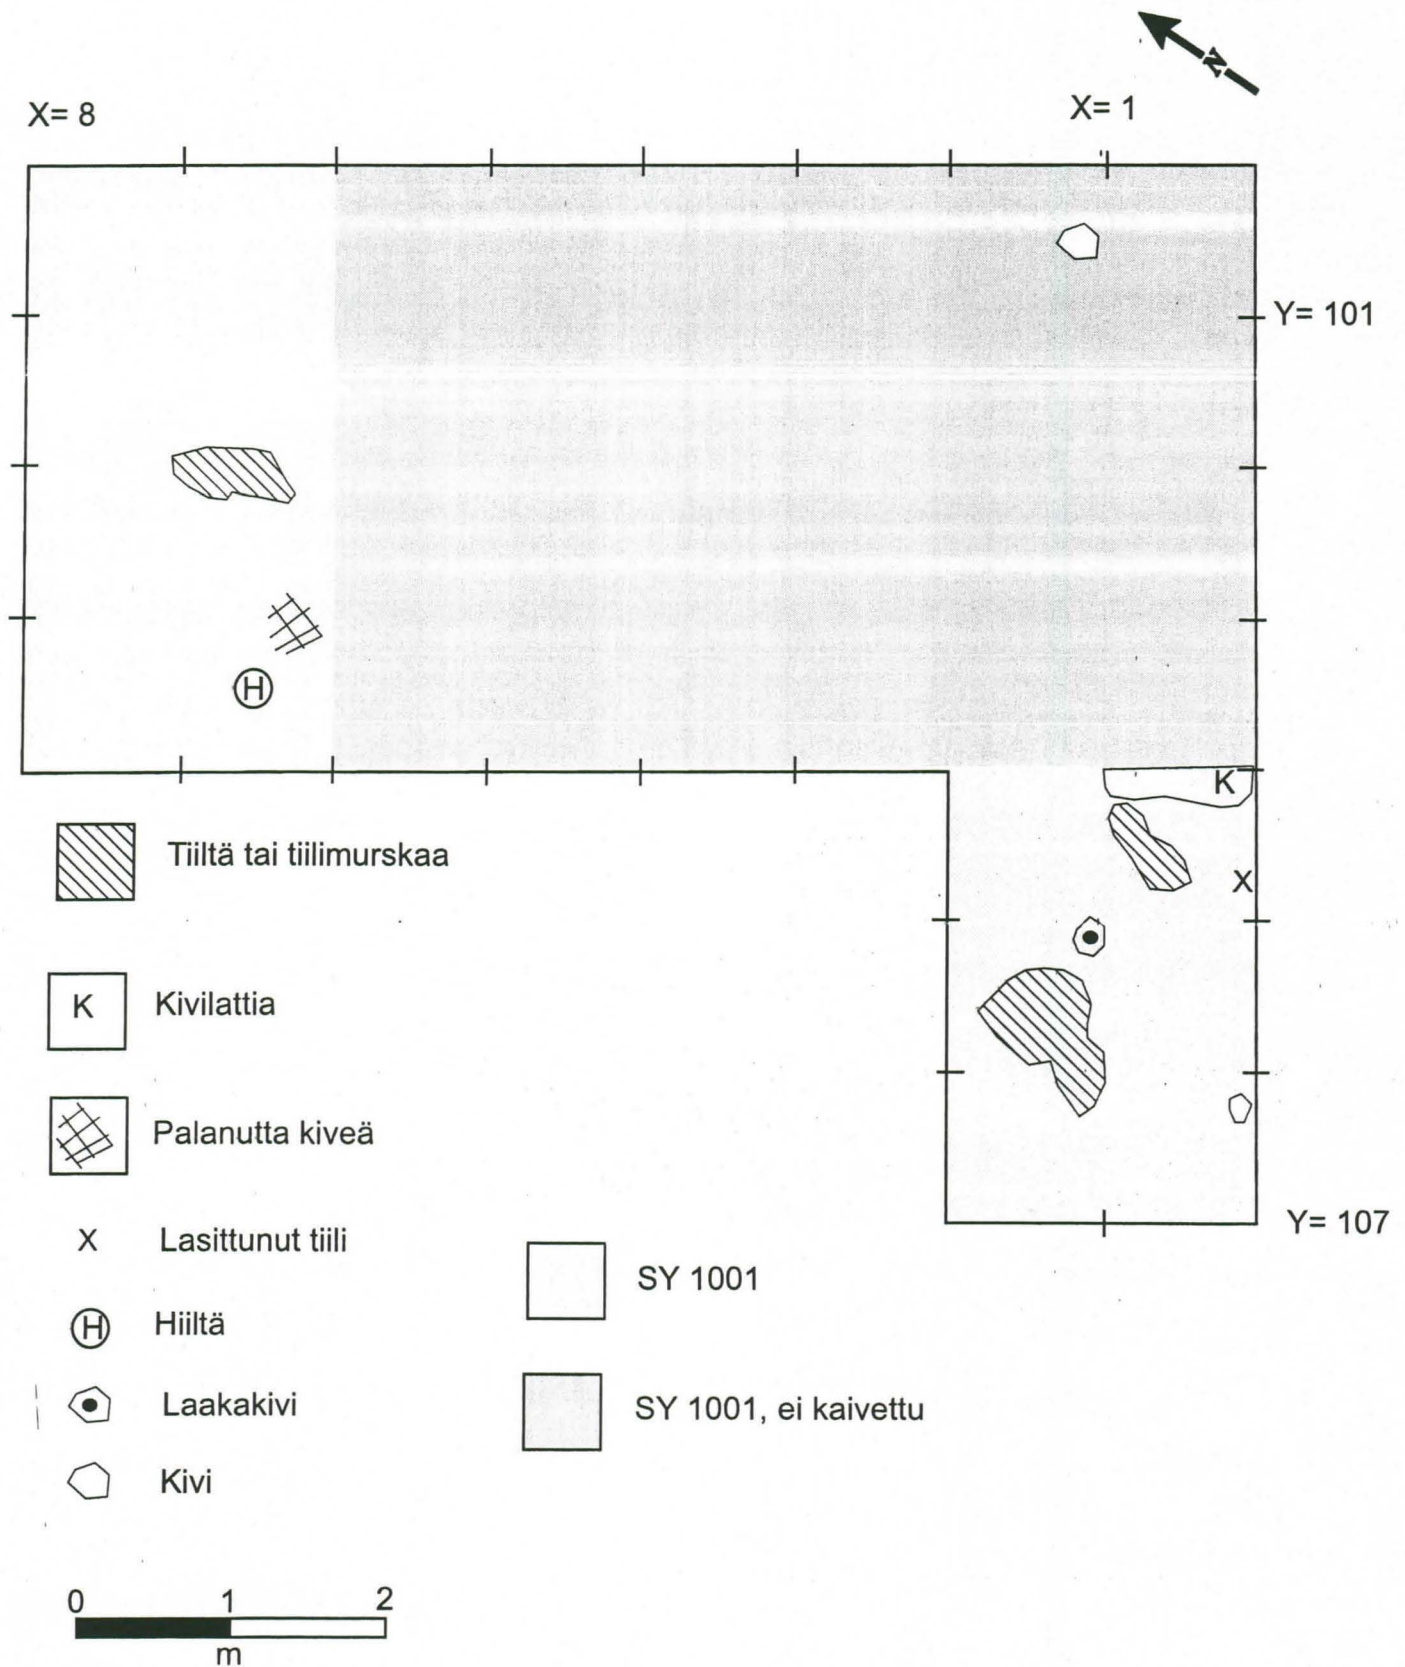 N
X= 8
X= 1
Y= 101
H
K
X
Tiiltä tai tiilimurskaa
K Kivilattia
Palanutta kiveä
X Lasittunut tiili
H Hiiltä
Laakakivi
Kivi
Y= 107
SY 1001
SY 1001, ei kaivettu
0 1 2
m